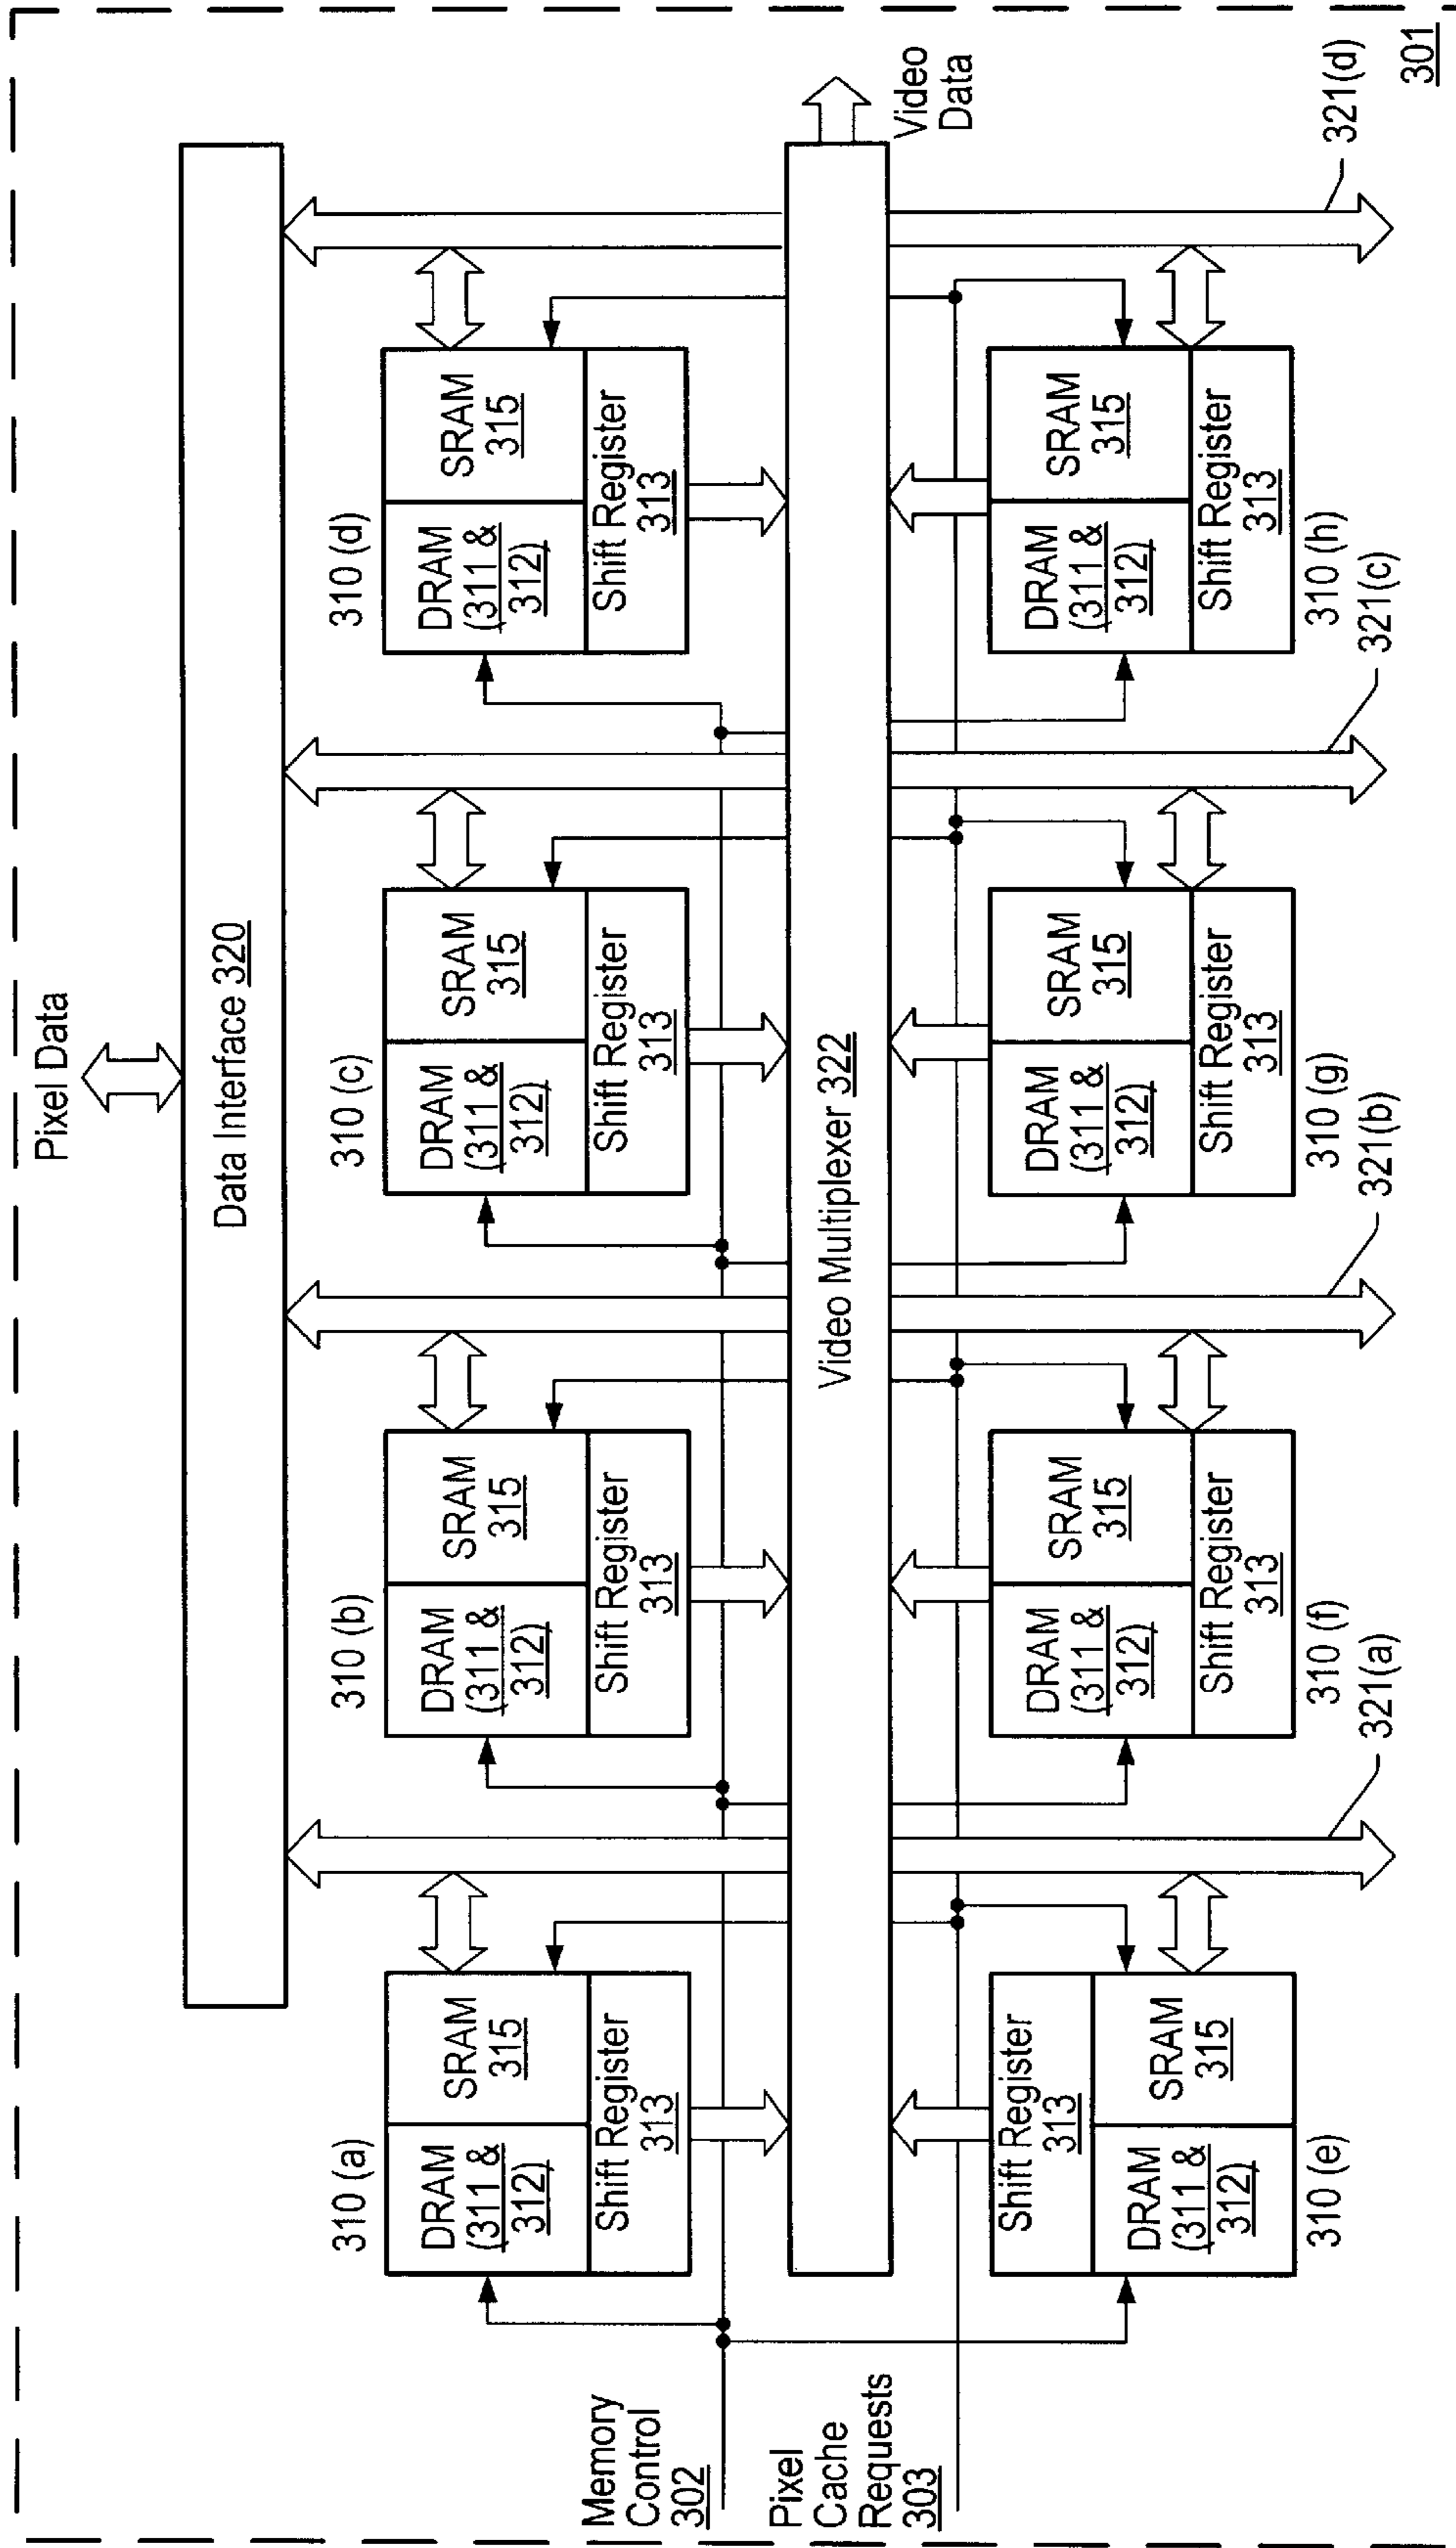 Pixel Data
Data Interface 320
310 (a)
DRAM
(311 &
312)
SRAM
315
Shift Register
313
310 (b)
DRAM
(311 &
312)
SRAM
315
Shift Register
313
310 (c)
DRAM
(311 &
312)
SRAM
315
Shift Register
313
310 (d)
DRAM
(311 &
312)
SRAM
315
Shift Register
313
Memory
Control
302
Video Multiplexer 322
Video
Data
Pixel
Cache
Requests
303
Shift Register
313
DRAM
(311 &
312)
SRAM
315
310 (e)
321(a)
DRAM
(311 &
312)
SRAM
315
Shift Register
313
310 (f)
321(b)
DRAM
(311 &
312)
SRAM
315
Shift Register
313
310 (g)
321(c)
DRAM
(311 &
312)
SRAM
315
Shift Register
313
310 (h)
321(d)
301